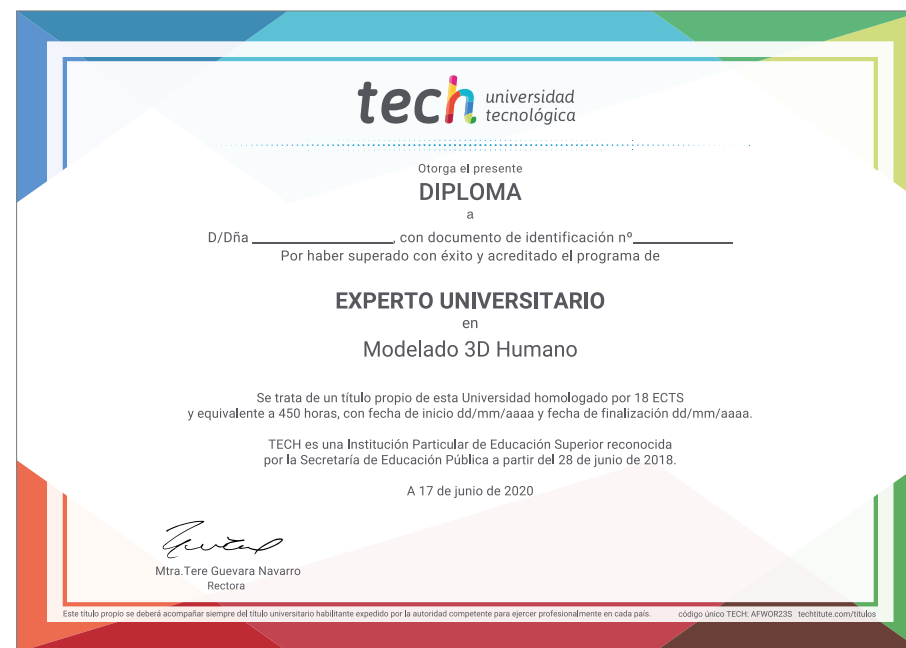 tech universidad
tecnológica
Otorga el presente
DIPLOMA
a
D/Dña ____________________, con documento de identificación nº______________
Por haber superado con éxito y acreditado el programa de
EXPERTO UNIVERSITARIO
en
Modelado 3D Humano
Se trata de un título propio de esta Universidad homologado por 18 ECTS
y equivalente a 450 horas, con fecha de inicio dd/mm/aaaa y fecha de finalización dd/mm/aaaa.
TECH es una Institución Particular de Educación Superior reconocida
por la Secretaría de Educación Pública a partir del 28 de junio de 2018.
A 17 de junio de 2020
Mtra.Tere Guevara Navarro
Rectora
Este título propio se deberá acompañar siempre del título universitario habilitante expedido por la autoridad competente para ejercer profesionalmente en cada país. código único TECH: AFWOR23S techtitute.com/titulos